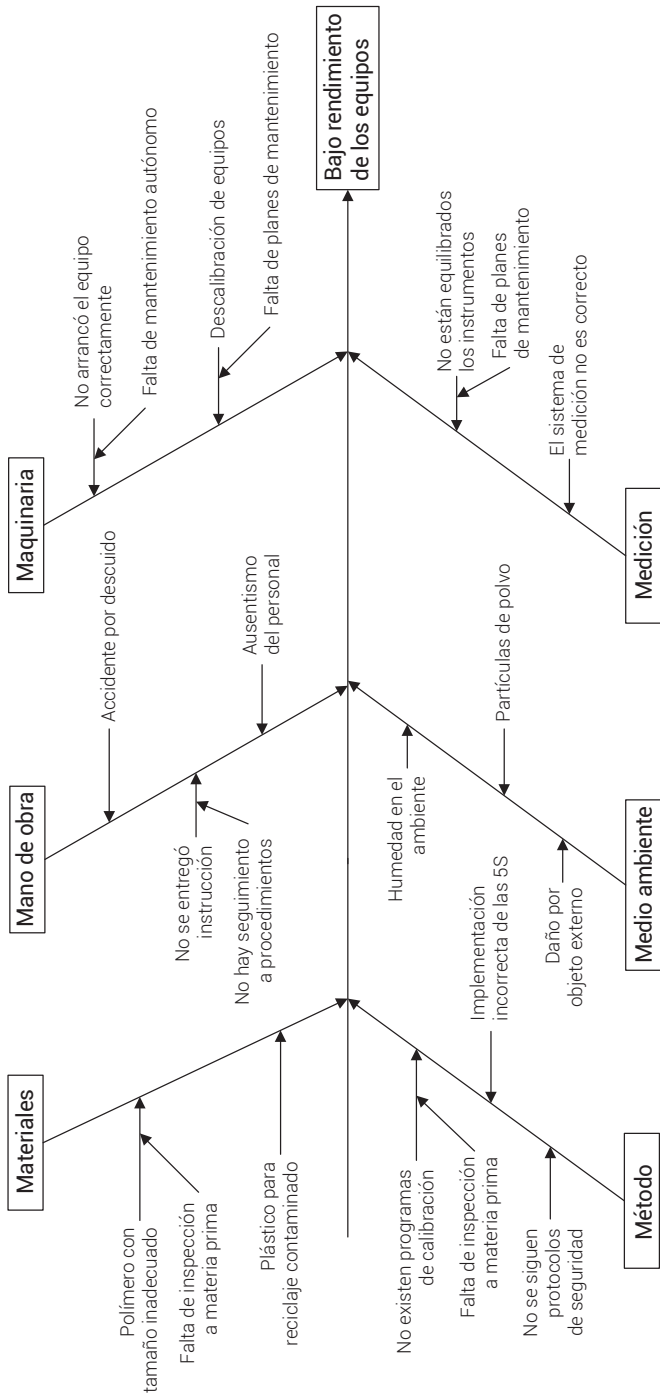 Materiales
Polímero con
tamaño inadecuado
Falta de inspección
a materia prima
Plástico para
reciclaje contaminado
Mano de obra
Accidente por descuido
No se entregó
instrucción
No hay seguimiento
a procedimientos
Ausentismo
del personal
Maquinaria
No arrancó el equipo
correctamente
Falta de mantenimiento autónomo
Descalibración de equipos
Falta de planes de mantenimiento
Bajo rendimiento
de los equipos
No existen programas
de calibración
Falta de inspección
a materia prima
Implementación
incorrecta de las 5S
No se siguen
protocolos
de seguridad
Método
Humedad en el
ambiente
Partículas de polvo
Daño por
objeto externo
Medio ambiente
No están equilibrados
los instrumentos
Falta de planes
de mantenimiento
El sistema de
medición no es correcto
Medición